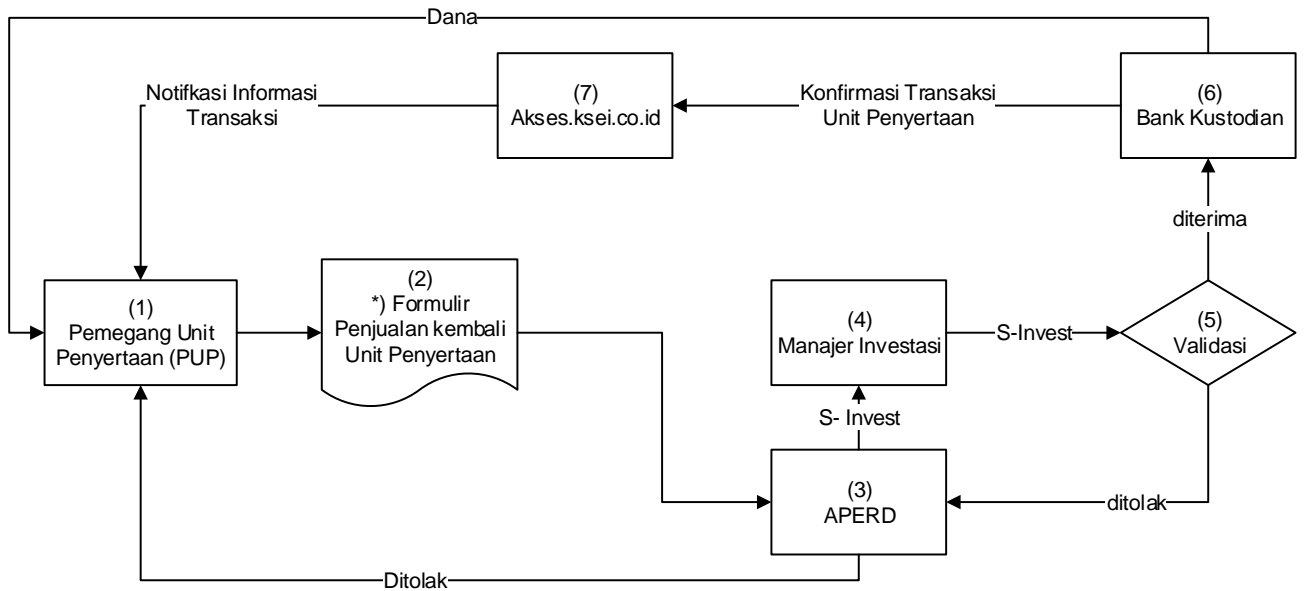 Dana
Notifkasi Informasi
Transaksi
(7)
Akses.ksei.co.id
Konfirmasi Transaksi
Unit Penyertaan
(6)
Bank Kustodian
diterima
(1)
Pemegang Unit
Penyertaan (PUP)
(2)
*) Formulir
Penjualan kembali
Unit Penyertaan
(4)
Manajer Investasi
S-Invest
(5)
Validasi
S- Invest
(3)
APERD
ditolak
Ditolak